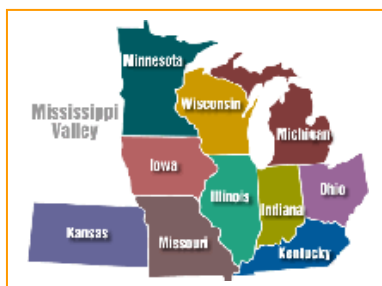 Minnesota
Mississippi
Valley
Wisconsin
Michigan
Iowa
Illinois
Indiana
Ohio
Kansas
Missouri
Kentucky